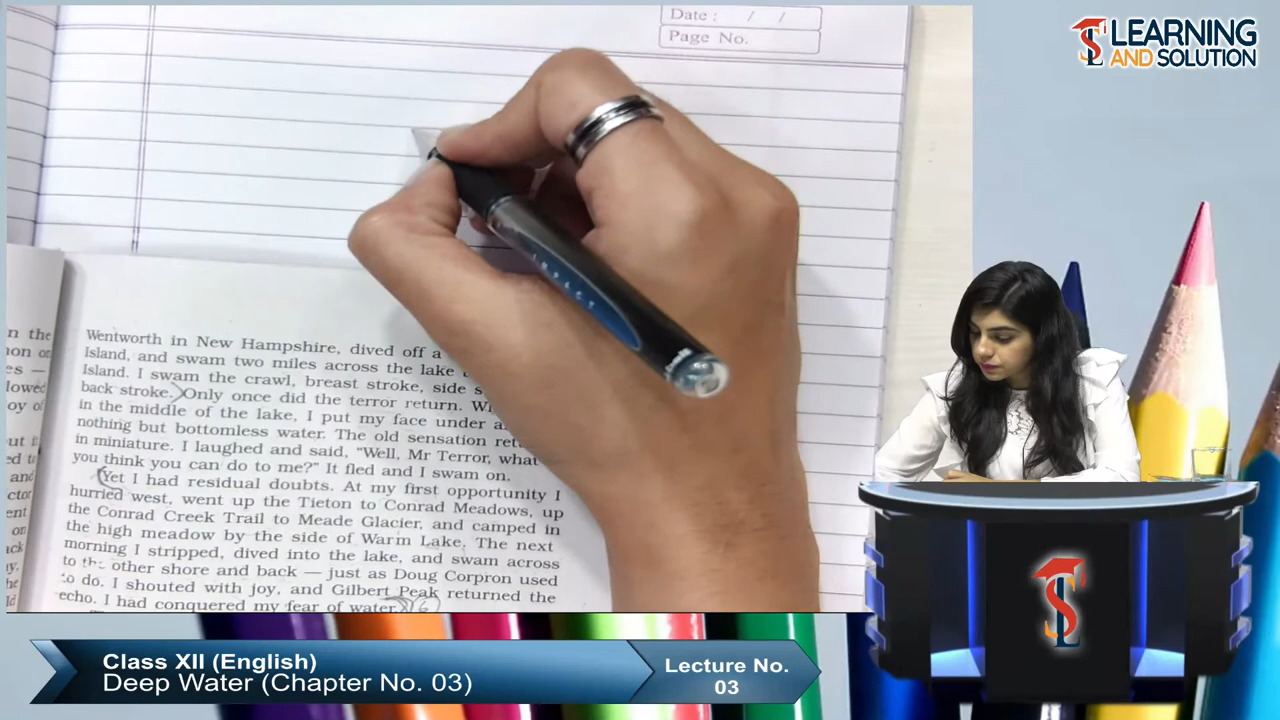 Date : / /
Page No.
LEARNING
AND SOLUTION
IMPACT
n the
non on
es —
lowed
oy of
Wentworth in New Hampshire, dived off a
Island, and swam two miles across the lake
Island. I swam the crawl, breast stroke, side
back stroke. Only once did the terror return.
in the middle of the lake, I put my face under
nothing but bottomless water. The old sensation
in miniature. I laughed and said, “Well, Mr Terror, what
you think you can do to me?” It fled and I swam on.
Yet I had residual doubts. At my first opportunity I
hurried west, went up the Tieton to Conrad Meadows, up
the Conrad Creek Trail to Meade Glacier, and camped in
the high meadow by the side of Warm Lake. The next
morning I stripped, dived into the lake, and swam across
to the other shore and back — just as Doug Corpron used
to do. I shouted with joy, and Gilbert Peak returned the
echo. I had conquered my fear of water.
Class XII (English)
Deep Water (Chapter No. 03)
Lecture No.
03